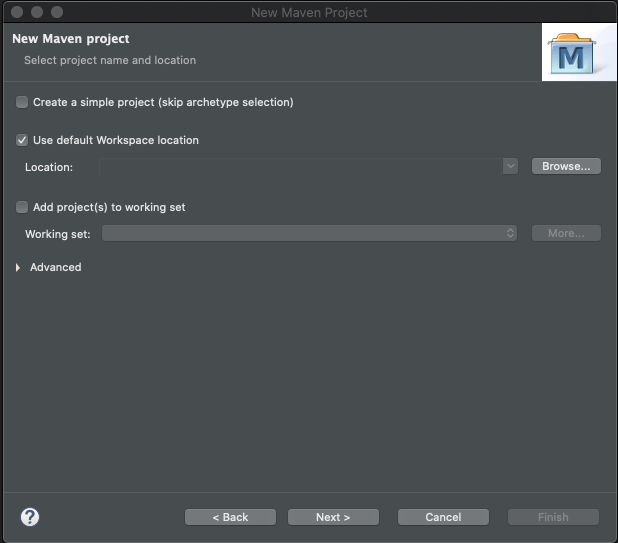 New Maven Project
New Maven project
Select project name and location
M
Create a simple project (skip archetype selection)
Use default Workspace location
Location:
Browse...
Add project(s) to working set
Working set:
More...
Advanced
?
< Back
Next >
Cancel
Finish